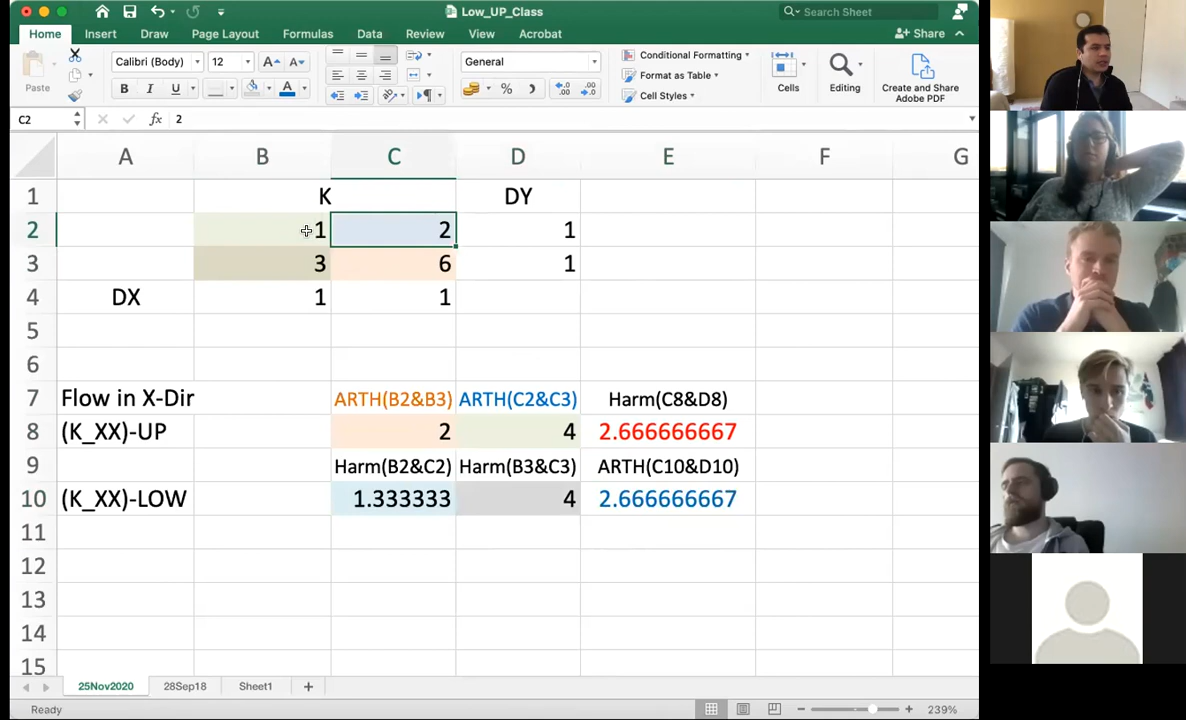 Low_UP_Class
Search Sheet
Home Insert Draw Page Layout Formulas Data Review View Acrobat Share
Paste Calibri (Body) 12 A A General Conditional Formatting Format as Table Cell Styles Cells Editing Create and Share Adobe PDF
B I U A % 
C2 fx 2
A B C D E F G
1 K DY
2 1 2 1
3 3 6 1
4 DX 1 1
5
6
7 Flow in X-Dir ARTH(B2&B3) ARTH(C2&C3) Harm(C8&D8)
8 (K_XX)-UP 2 4 2.666666667
9 Harm(B2&C2) Harm(B3&C3) ARTH(C10&D10)
10 (K_XX)-LOW 1.333333 4 2.666666667
11
12
13
14
15
25Nov2020 28Sep18 Sheet1
Ready 239%